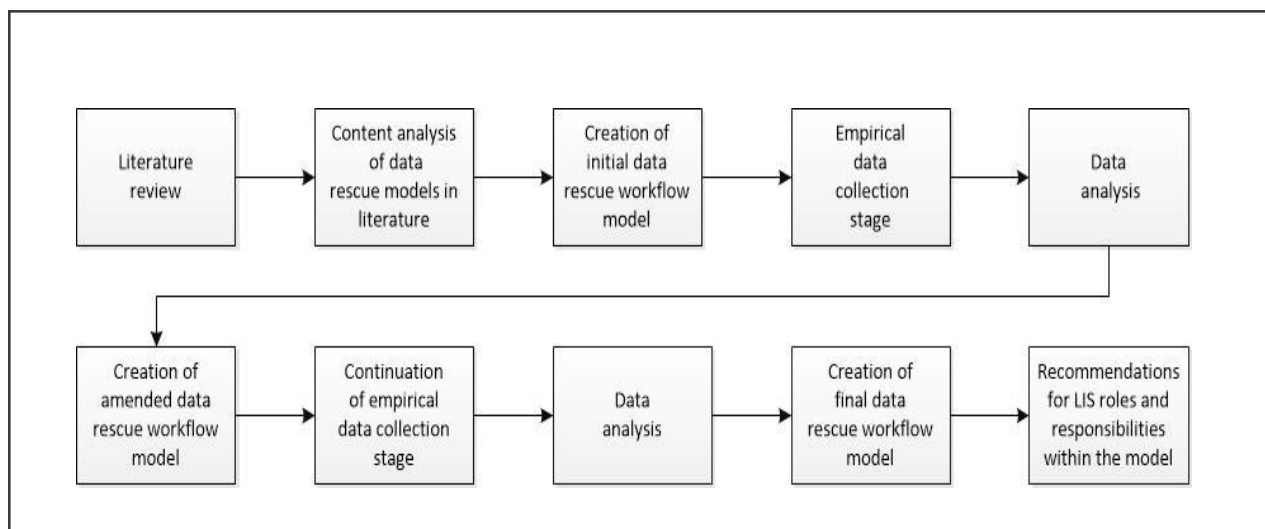 Literature
review
Content analysis
of data
rescue models in
literature
Creation of
initial data
rescue workflow
model
Empirical
data
collection
stage
Data
analysis
Creation of
amended data
rescue workflow
model
Continuation
of empirical
data collection
stage
Data
analysis
Creation of
final data
rescue workflow
model
Recommendations
for LIS roles and
responsibilities
within the model